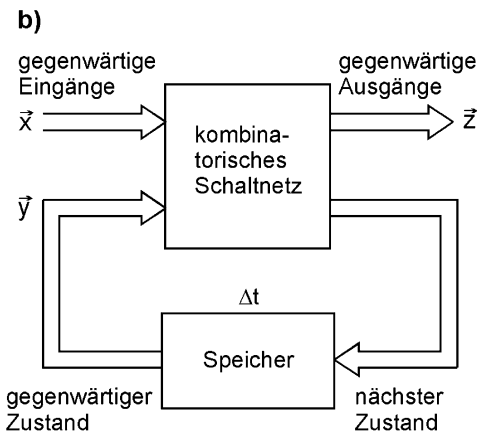 b)
gegenwärtige
Eingänge
gegenwärtige
Ausgänge
x⃗
z⃗
kombina-
torisches
Schaltnetz
y⃗
Δt
Speicher
gegenwärtiger
Zustand
nächster
Zustand